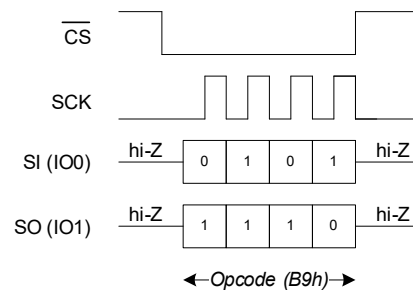 CS
SCK
hi-Z hi-Z
SI (IO0) 0 1 0 1
hi-Z hi-Z
SO (IO1) 1 1 1 0
Opcode (B9h)